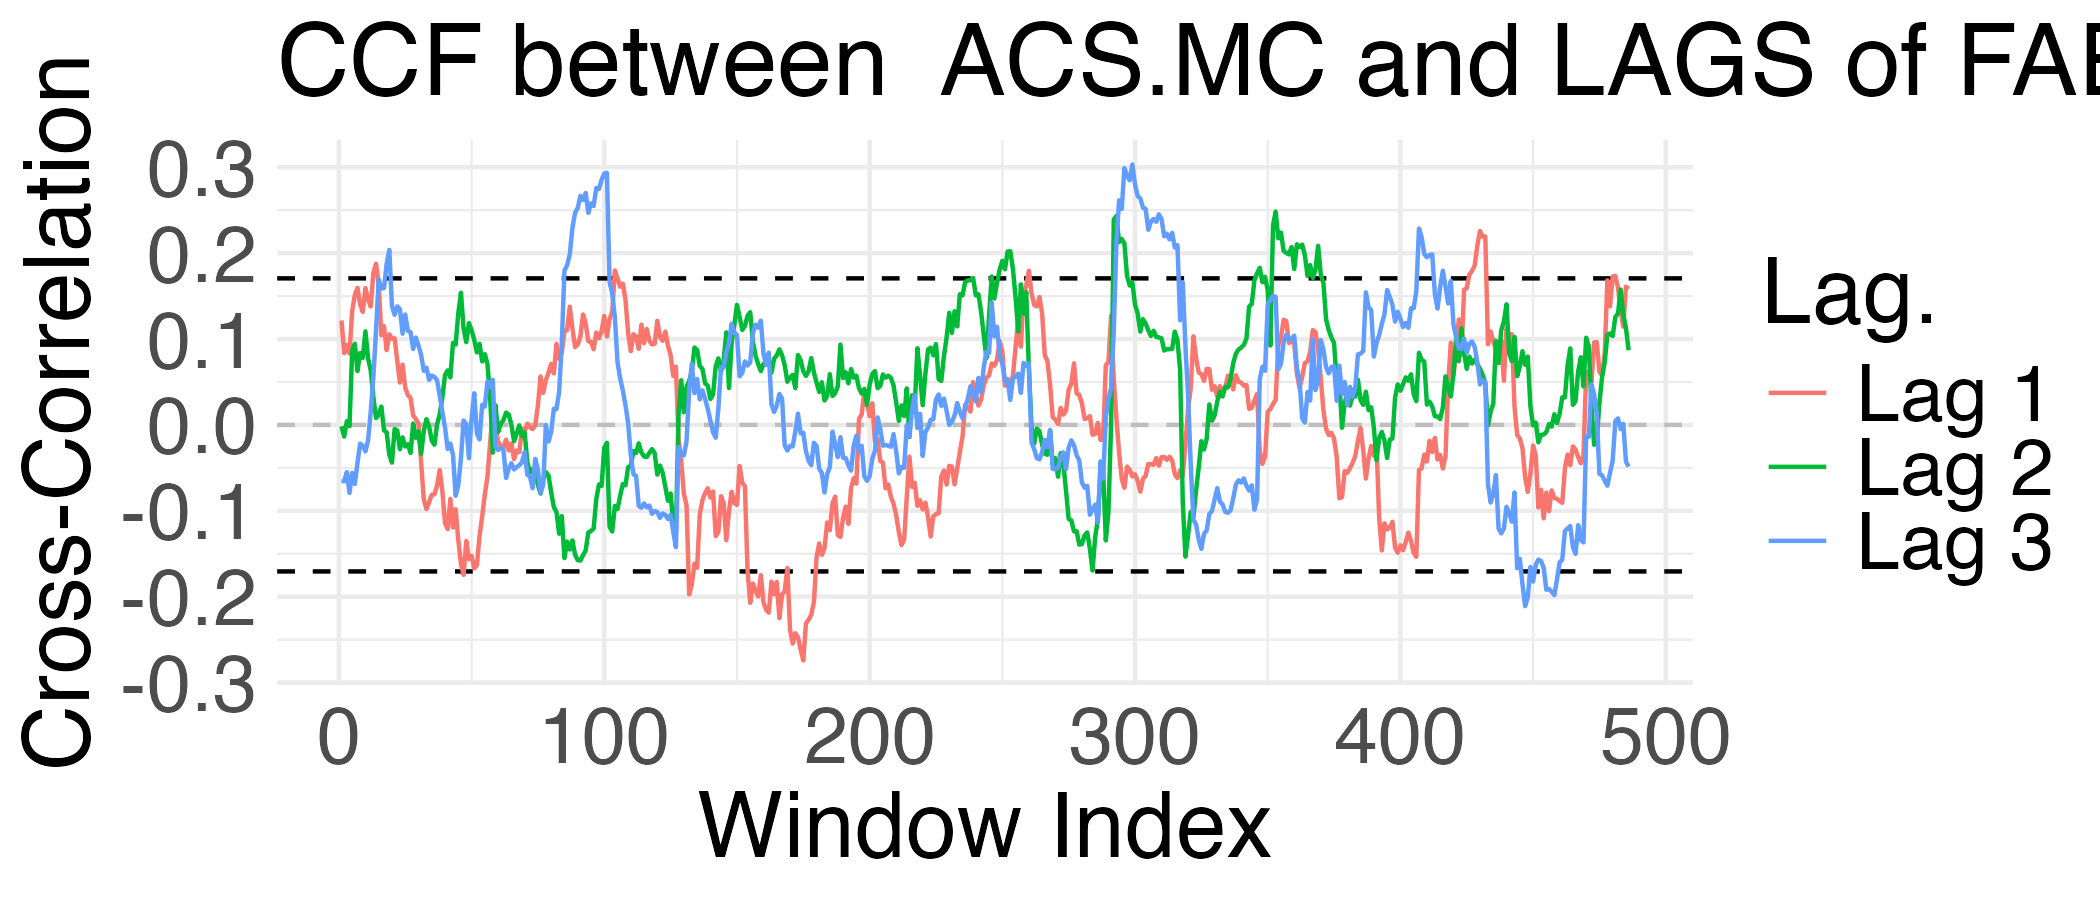 CCF between  ACS.MC and LAGS of
Cross-Correlation
0.3
0.2
0.1
0.0
-0.1
-0.2
-0.3
0 100 200 300 400 500
Window Index
Lag.
Lag 1
Lag 2
Lag 3